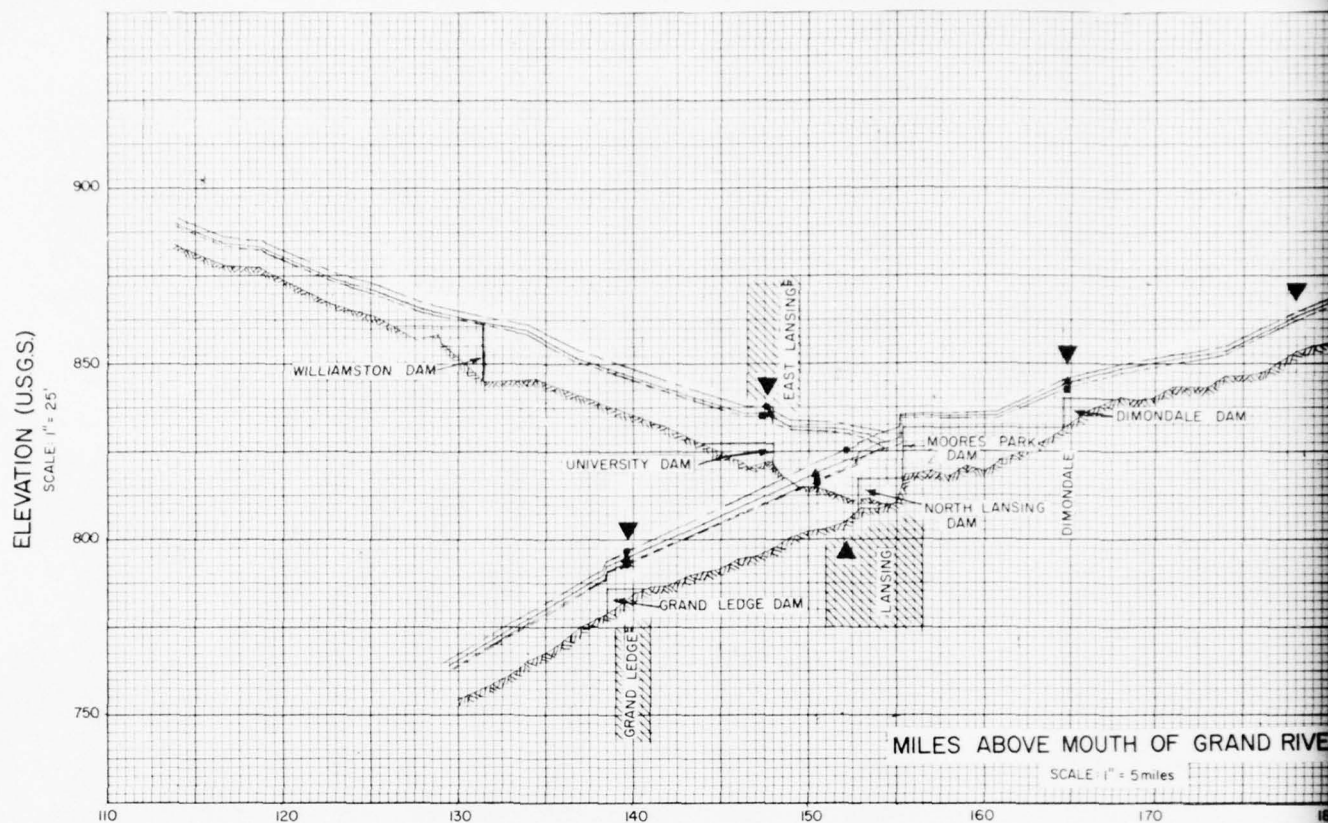 900
850
800
750
ELEVATION (U.S.G.S.)
SCALE 1" = 25'
WILLIAMSTON DAM
EAST LANSING
UNIVERSITY DAM
MOORES PARK
DAM
DIMONDALE DAM
DIMONDALE
NORTH LANSING
DAM
LANSING
GRAND LEDGE DAM
GRAND LEDGE
MILES ABOVE MOUTH OF GRAND RIVE
SCALE: 1" = 5 miles
110 120 130 140 150 160 170 18